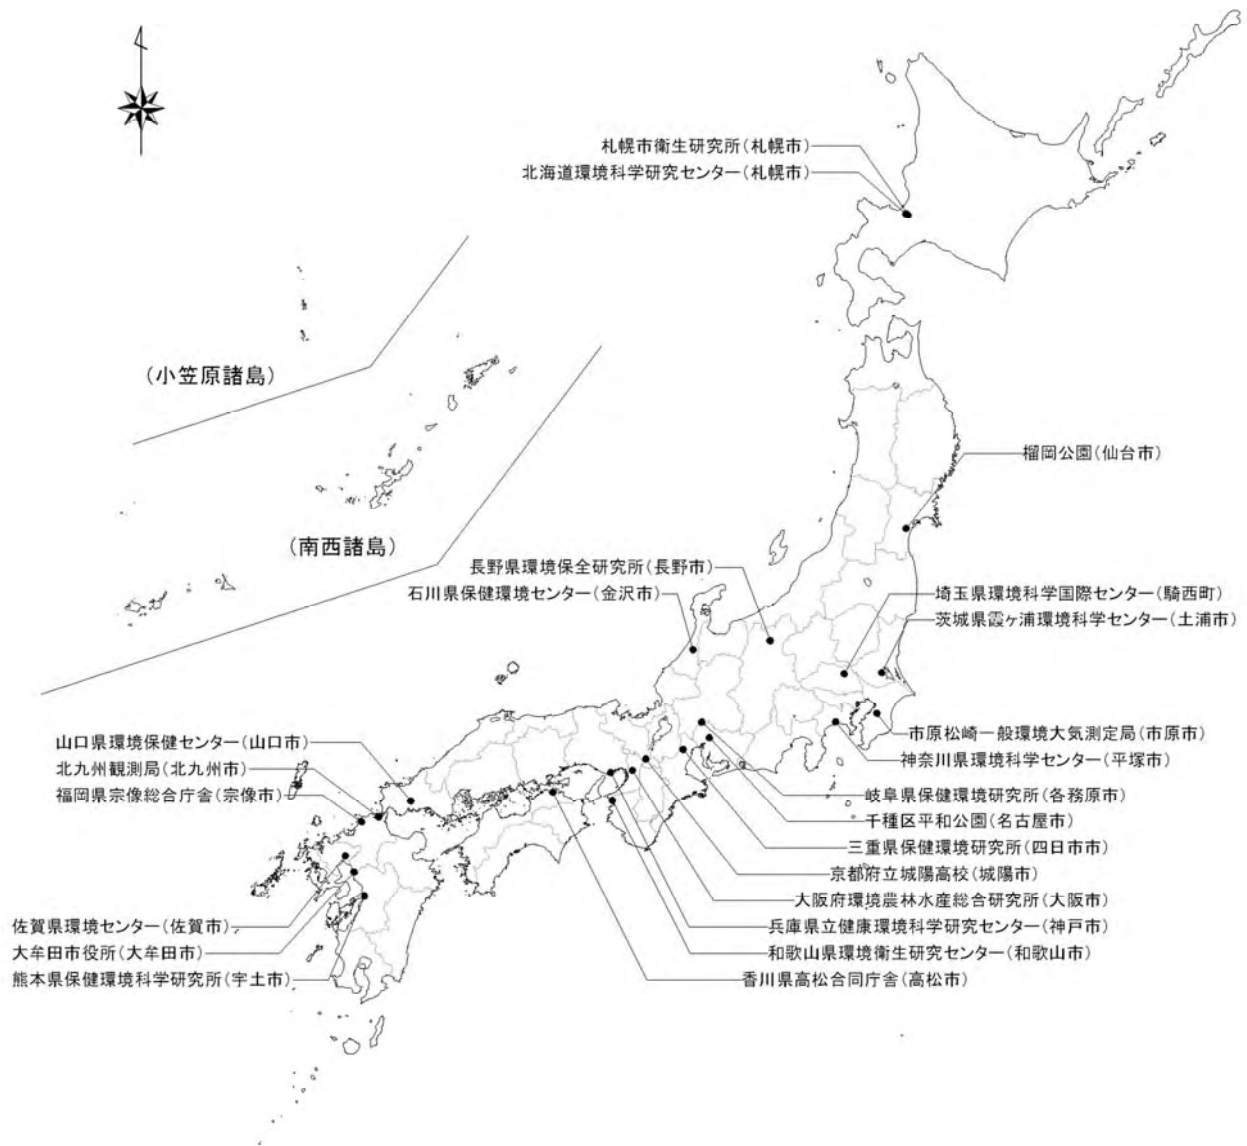 札幌市衛生研究所(札幌市)
北海道環境科学研究センター(札幌市)
(小笠原諸島)
榴岡公園(仙台市)
(南西諸島)
長野県環境保全研究所(長野市)
石川県保健環境センター(金沢市)
埼玉県環境科学国際センター(騎西町)
茨城県霞ヶ浦環境科学センター(土浦市)
市原松崎一般環境大気測定局(市原市)
神奈川県環境科学センター(平塚市)
山口県環境保健センター(山口市)
北九州観測局(北九州市)
福岡県宗像総合庁舎(宗像市)
岐阜県保健環境研究所(各務原市)
千種区平和公園(名古屋市)
三重県保健環境研究所(四日市市)
京都府立城陽高校(城陽市)
大阪府環境農林水産総合研究所(大阪市)
兵庫県立健康環境科学研究センター(神戸市)
和歌山県環境衛生研究センター(和歌山市)
香川県高松合同庁舎(高松市)
佐賀県環境センター(佐賀市)
大牟田市役所(大牟田市)
熊本県保健環境科学研究所(宇土市)